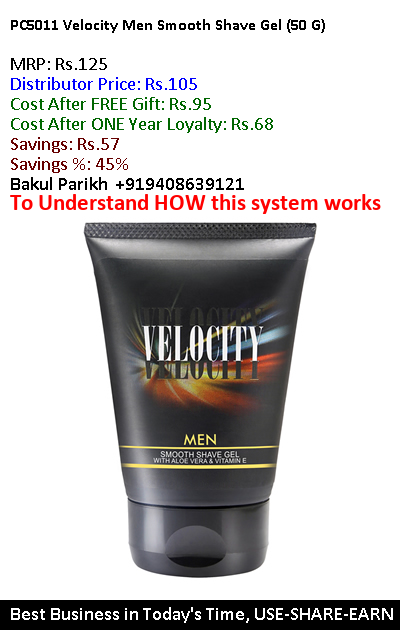 PC5011 Velocity Men Smooth Shave Gel (50 G)
MRP: Rs.125
Distributor Price: Rs.105
Cost After FREE Gift: Rs.95
Cost After ONE Year Loyalty: Rs.68
Savings: Rs.57
Savings %: 45%
Bakul Parikh +919408639121
To Understand HOW this system works
VELOCITY
VELOCITY
MEN
SMOOTH SHAVE GEL
WITH ALOE VERA & VITAMIN E
Best Business in Today's Time, USE-SHARE-EARN